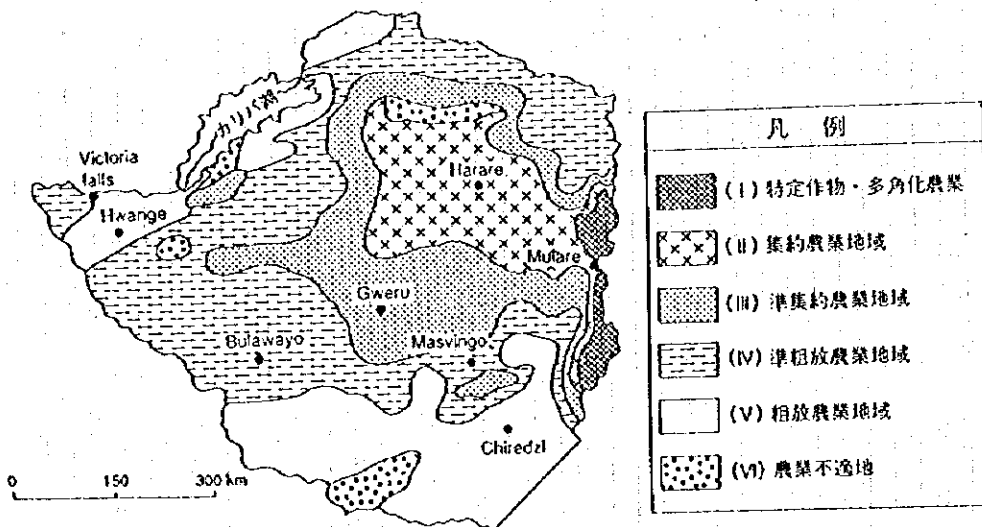 カリバ湖
Victoria
falls
Hwange
Harare
Mutare
Gweru
Bulawayo
Masvingo
Chiredzi
0 150 300 km
凡例
(I) 特定作物・多角化農業
(II) 集約農業地域
(III) 準集約農業地域
(IV) 準粗放農業地域
(V) 粗放農業地域
(VI) 農業不適地